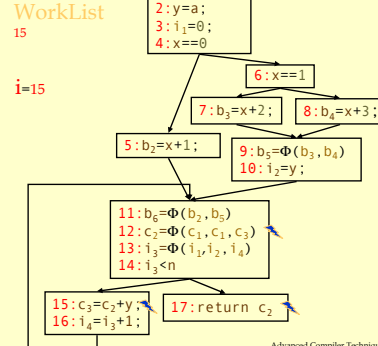 WorkList
15
i=15
2:y=a;
3:i₁=0;
4:x==0
6:x==1
7:b₃=x+2;
8:b₄=x+3;
5:b₂=x+1;
9:b₅=Φ(b₃,b₄)
10:i₂=y;
11:b₆=Φ(b₂,b₅)
12:c₂=Φ(c₁,c₁,c₃)
13:i₃=Φ(i₁,i₂,i₄)
14:i₃<n
15:c₃=c₂+y;
16:i₄=i₃+1;
17:return c₂
Advanced Compiler